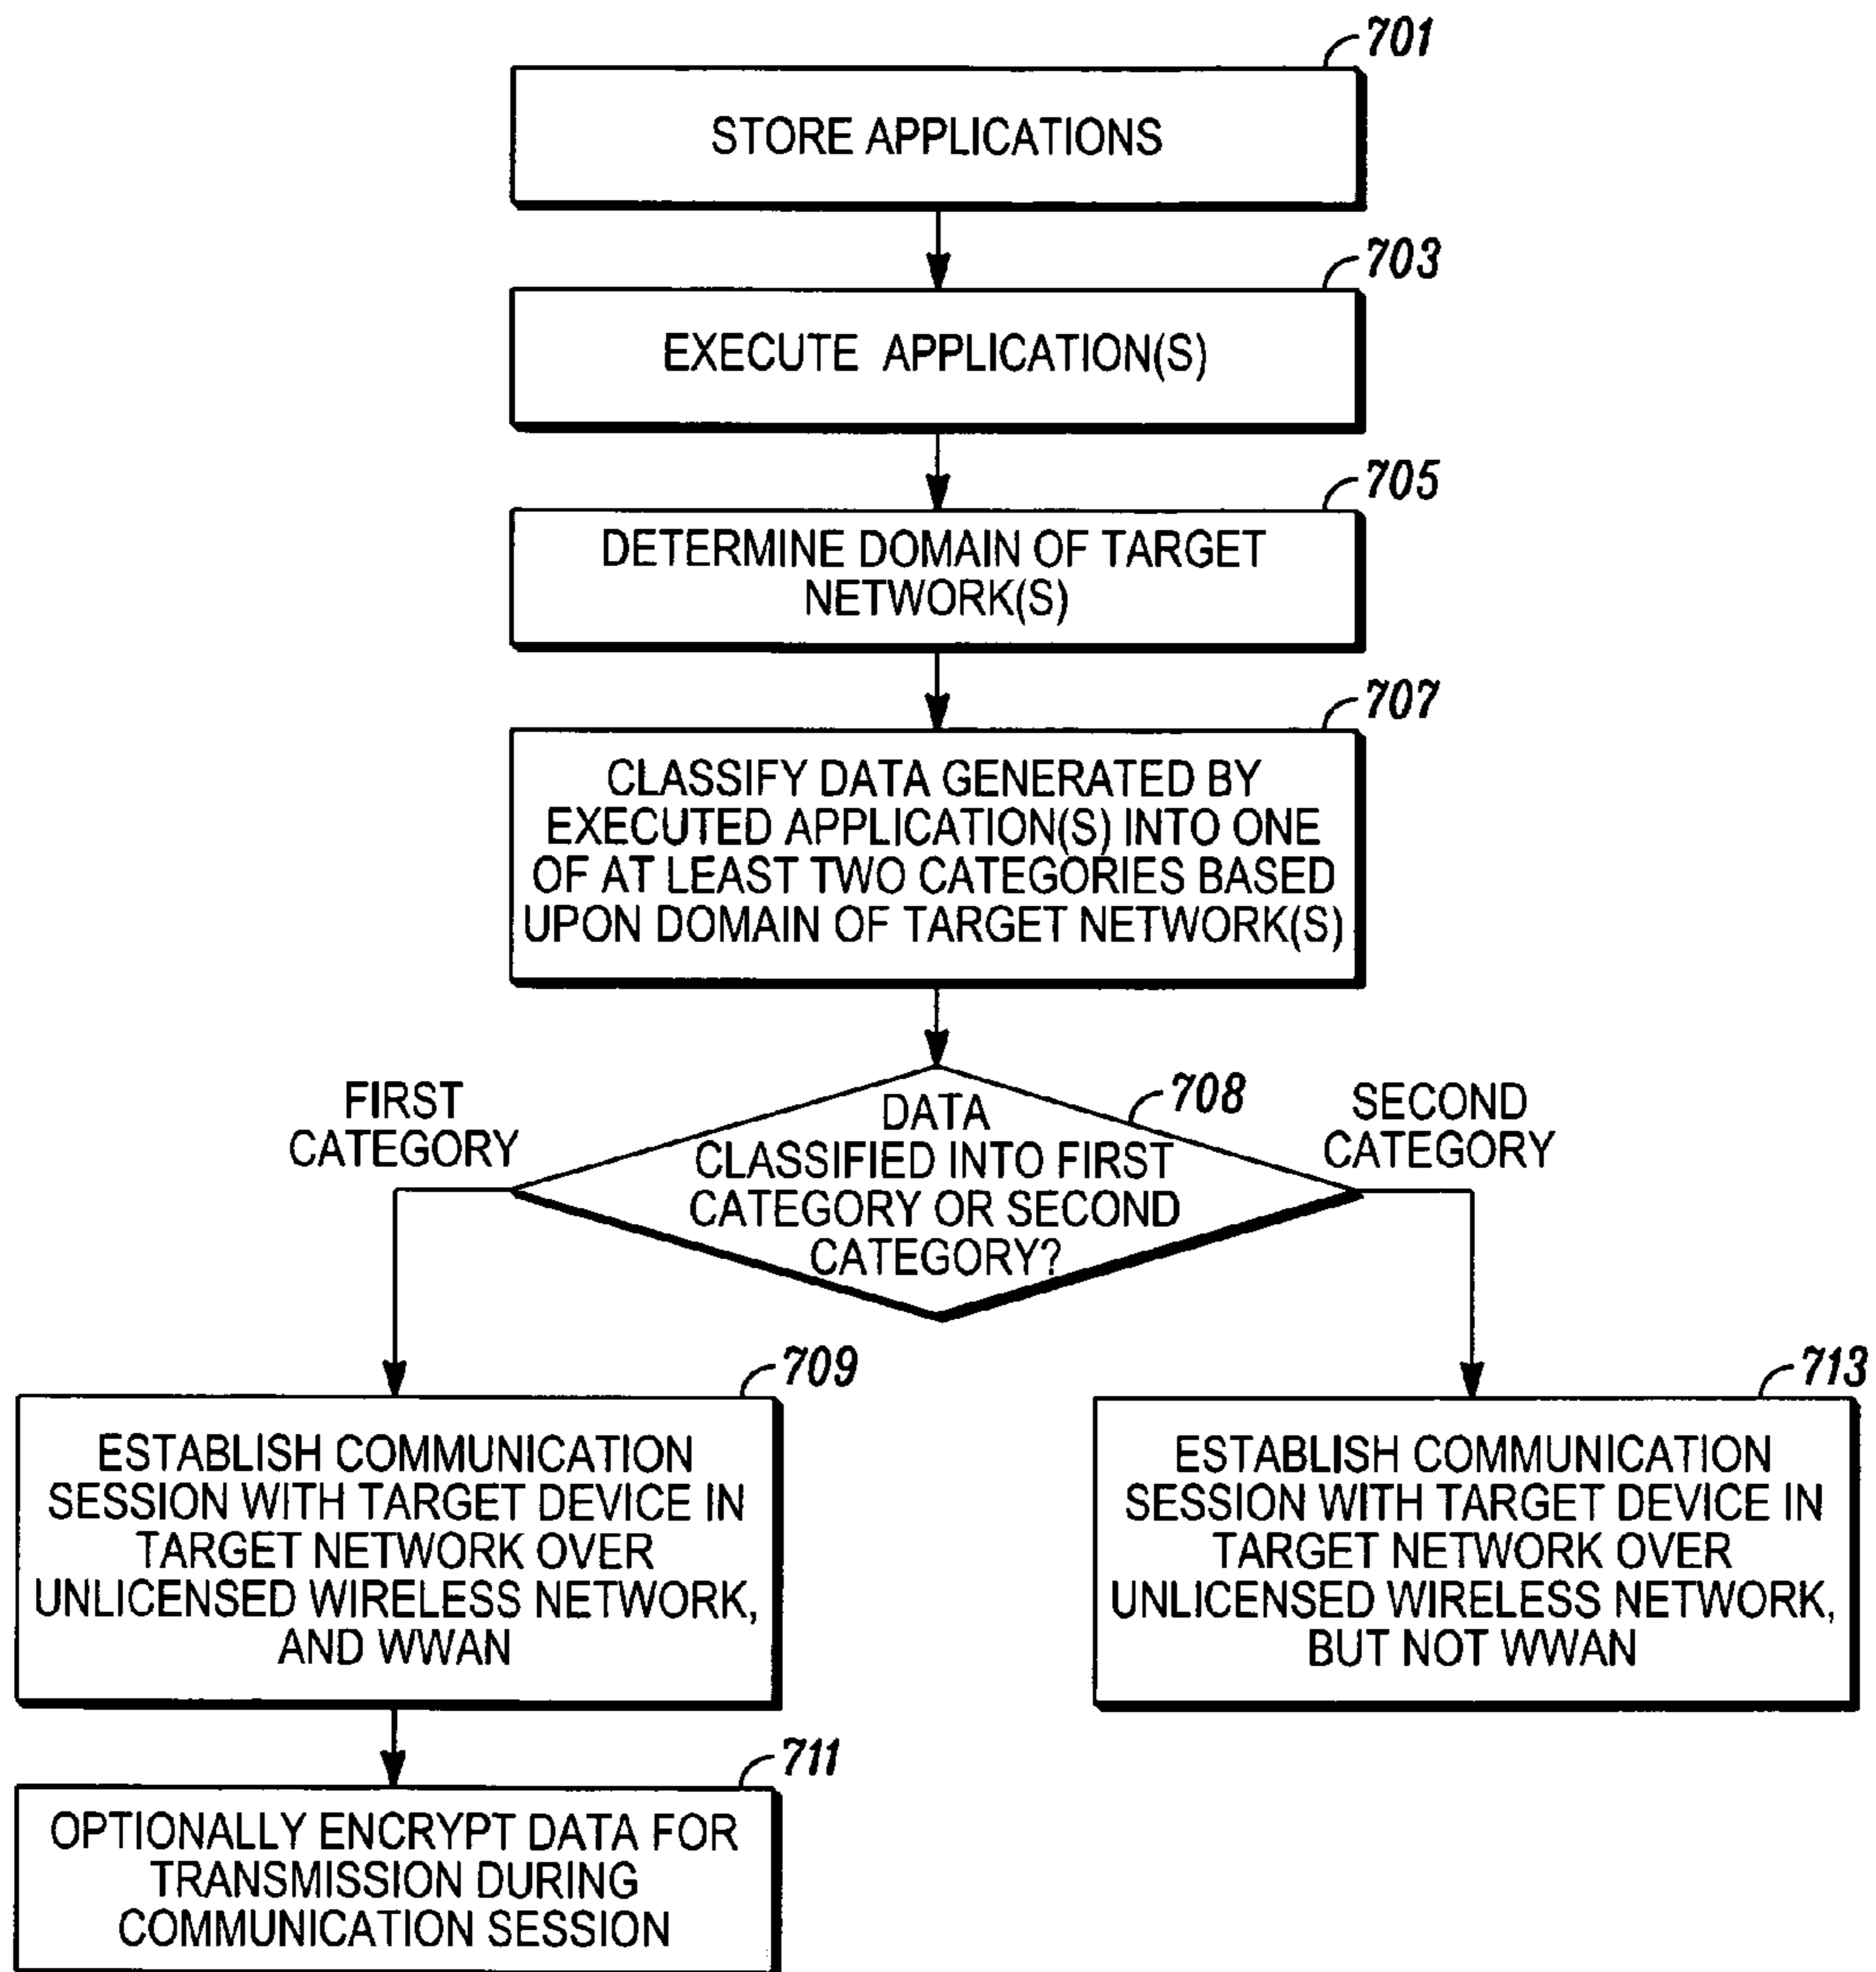 701
STORE APPLICATIONS
703
EXECUTE APPLICATION(S)
705
DETERMINE DOMAIN OF TARGET
NETWORK(S)
707
CLASSIFY DATA GENERATED BY
EXECUTED APPLICATION(S) INTO ONE
OF AT LEAST TWO CATEGORIES BASED
UPON DOMAIN OF TARGET NETWORK(S)
708
DATA
CLASSIFIED INTO FIRST
CATEGORY OR SECOND
CATEGORY?
FIRST
CATEGORY
SECOND
CATEGORY
709
ESTABLISH COMMUNICATION
SESSION WITH TARGET DEVICE IN
TARGET NETWORK OVER
UNLICENSED WIRELESS NETWORK,
AND WWAN
713
ESTABLISH COMMUNICATION
SESSION WITH TARGET DEVICE IN
TARGET NETWORK OVER
UNLICENSED WIRELESS NETWORK,
BUT NOT WWAN
711
OPTIONALLY ENCRYPT DATA FOR
TRANSMISSION DURING
COMMUNICATION SESSION